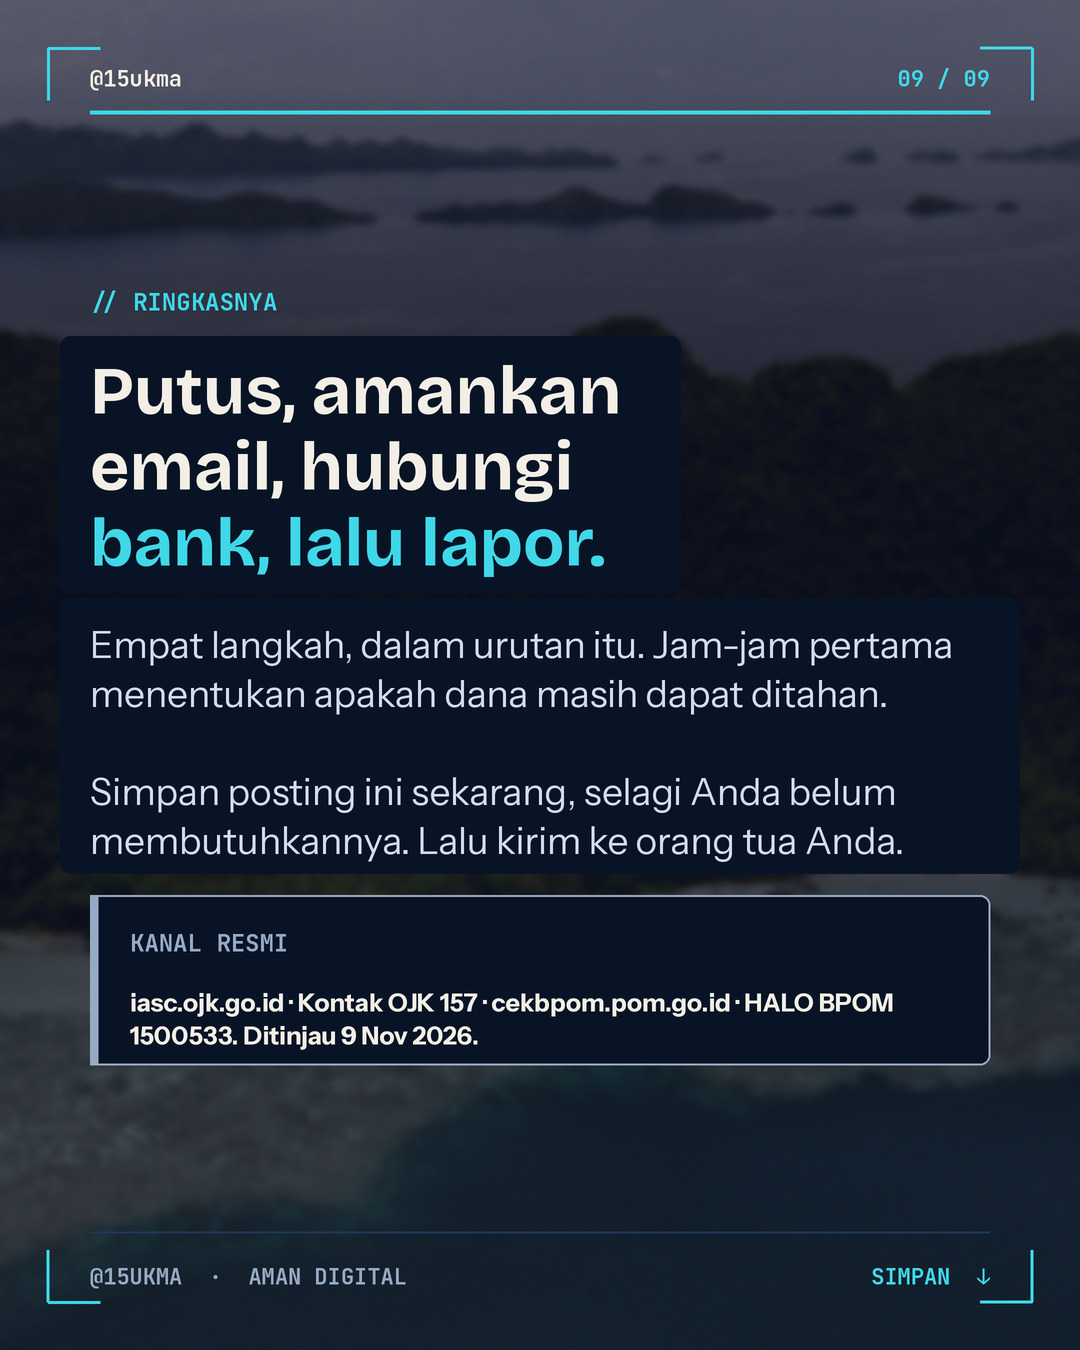 @15ukma
09 / 09
// RINGKASNYA
Putus, amankan
email, hubungi
bank, lalu lapor.
Empat langkah, dalam urutan itu. Jam-jam pertama
menentukan apakah dana masih dapat ditahan.
Simpan posting ini sekarang, selagi Anda belum
membutuhkannya. Lalu kirim ke orang tua Anda.
KANAL RESMI
iasc.ojk.go.id · Kontak OJK 157 · cekbpom.pom.go.id · HALO BPOM
1500533. Ditinjau 9 Nov 2026.
@15UKMA · AMAN DIGITAL
SIMPAN ↓